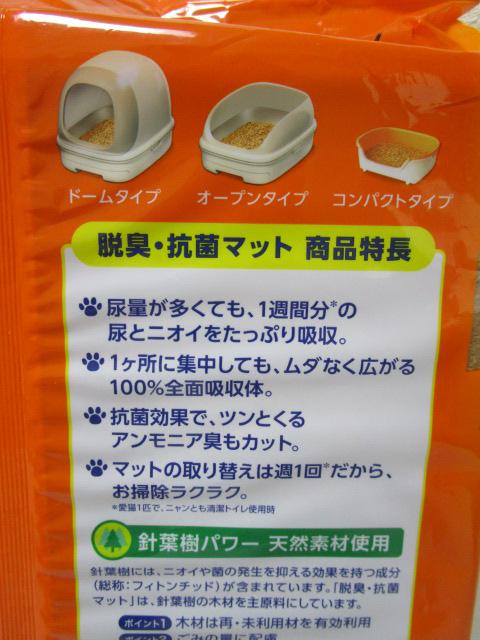 ドームタイプ オープンタイプ コンパクトタイプ
脱臭・抗菌マット 商品特長
尿量が多くても、1週間分*の
尿とニオイをたっぷり吸収。
1ヶ所に集中しても、ムダなく広がる
100%全面吸収体。
抗菌効果で、ツンとくる
アンモニア臭もカット。
マットの取り替えは週1回*だから、
お掃除ラクラク。
*愛猫1匹で、ニャンとも清潔トイレ使用時
針葉樹パワー 天然素材使用
針葉樹には、ニオイや菌の発生を抑える効果を持つ成分
(総称:フィトンチッド)が含まれています。「脱臭・抗菌
マット」は、針葉樹の木材を主原料にしています。
ポイント1 木材は再・未利用材を有効利用
ポイント2 ごみの量に配慮